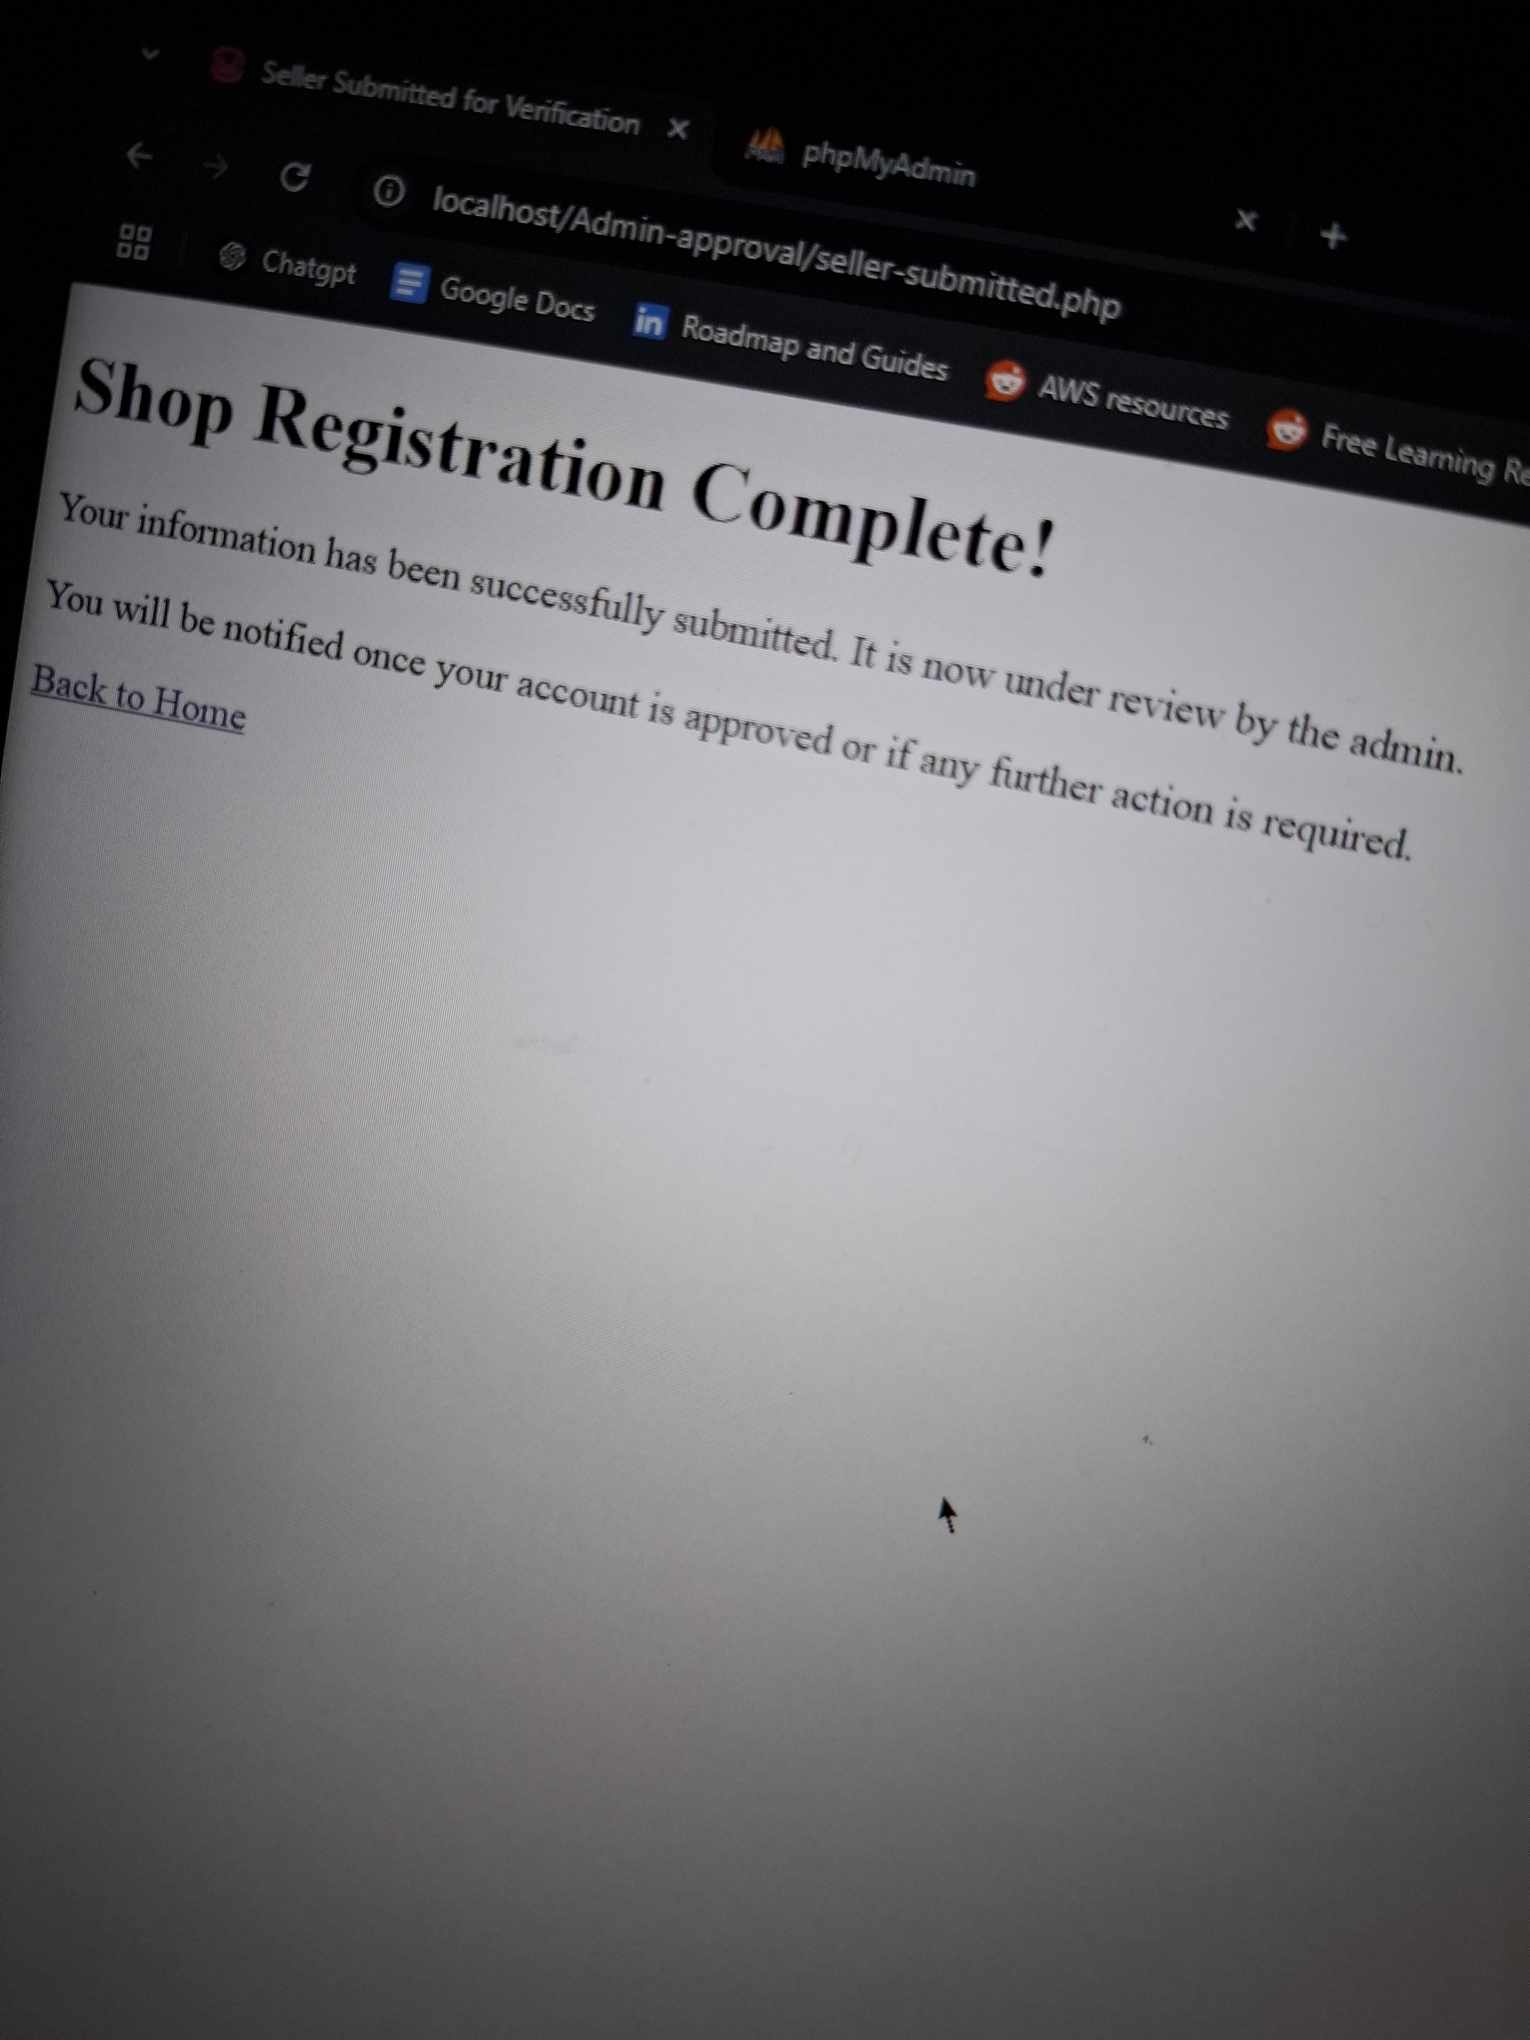 Seller Submitted for Verification
phpMyAdmin
localhost/Admin-approval/seller-submitted.php
Chatgpt
Google Docs
in
Roadmap and Guides
AWS resources
Free Learning Re
Shop Registration Complete!
Your information has been successfully submitted. It is now under review by the admin.
You will be notified once your account is approved or if any further action is required.
Back to Home